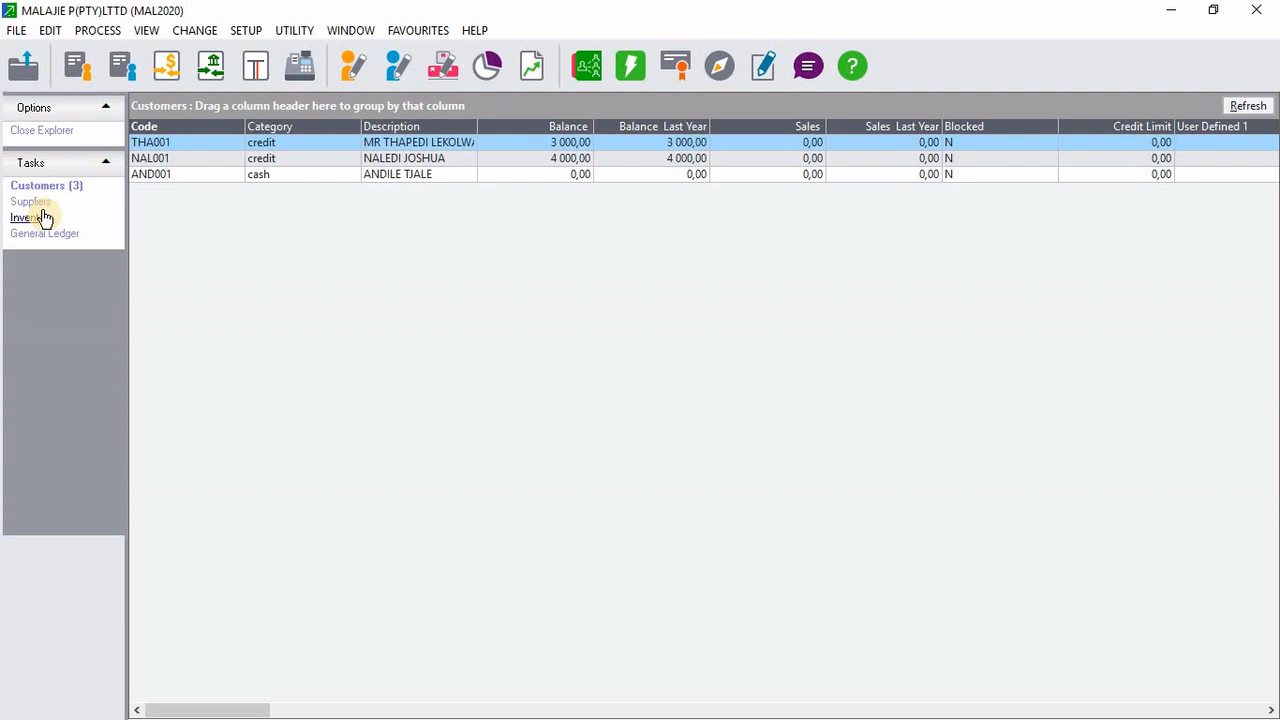 MALAJIE P(PTY)LTTD (MAL2020)
FILE EDIT PROCESS VIEW CHANGE SETUP UTILITY WINDOW FAVOURITES HELP
Options
Close Explorer
Tasks
Customers (3)
Suppliers
General Ledger
Customers : Drag a column header here to group by that column Refresh
Code Category Description Balance Balance Last Year Sales Sales Last Year Blocked Credit Limit User Defined 1
THA001 credit MR THAPEDI 3 000,00 3 000,00 0,00 0,00 N 0,00
NAL001 credit NALEDI JOSHUA 4 000,00 4 000,00 0,00 0,00 N 0,00
AND001 cash ANDILE TJALE 0,00 0,00 0,00 0,00 N 0,00